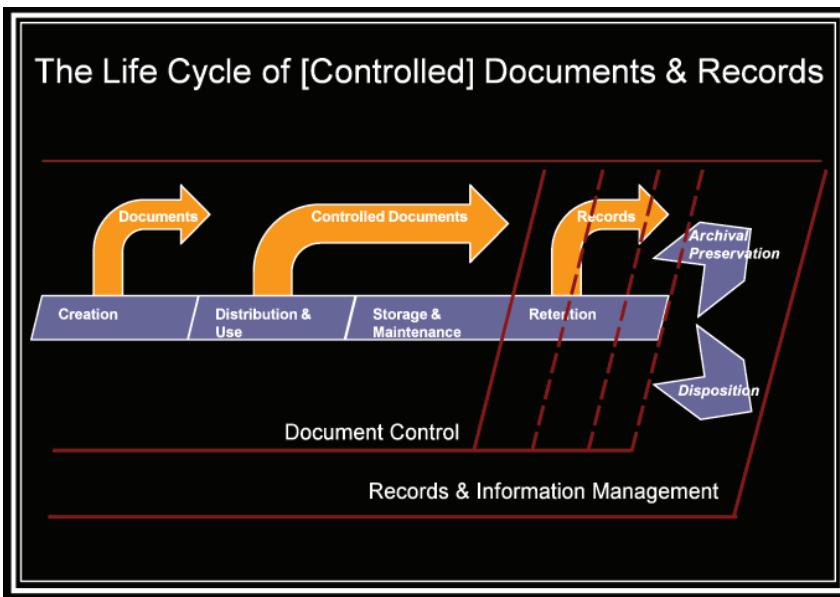 The Life Cycle of [Controlled] Documents & Records
Documents
Controlled Documents
Records
Archival
Preservation
Creation
Distribution &
Use
Storage &
Maintenance
Retention
Disposition
Document Control
Records & Information Management